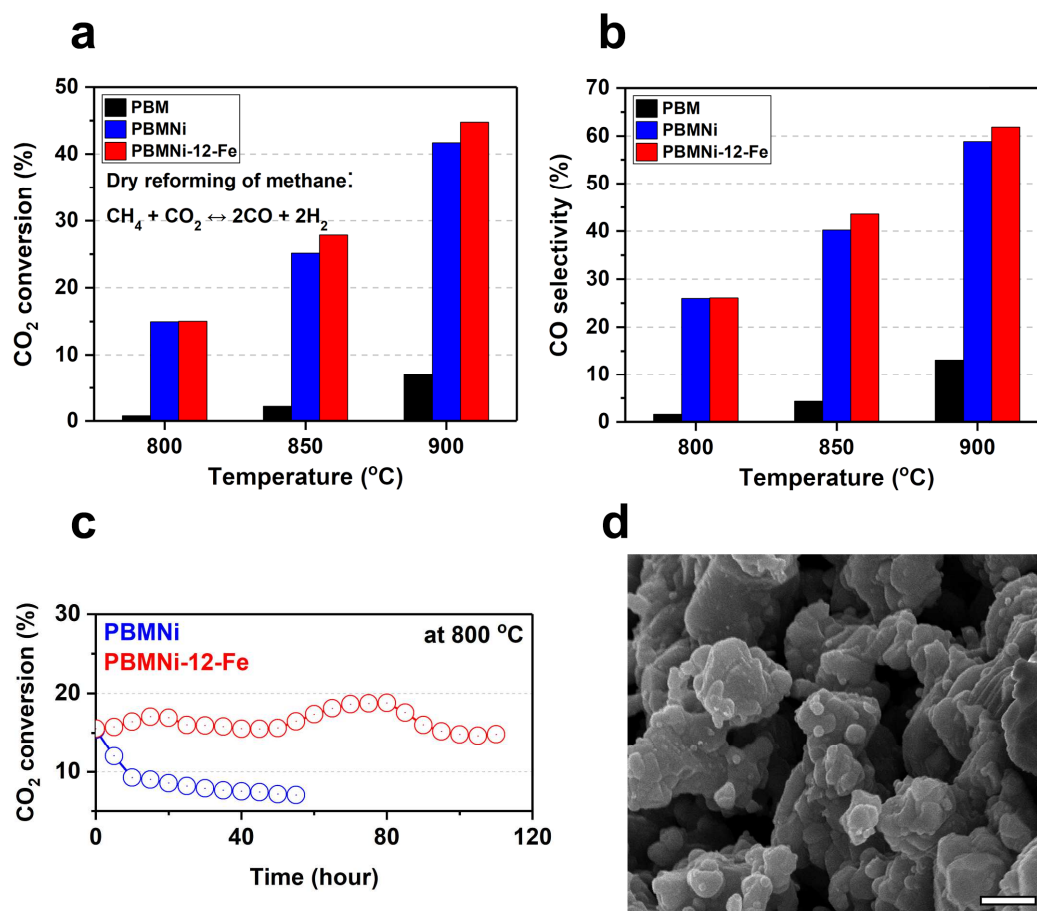 a
50
40
30
20
10
0
CO₂ conversion (%)
PBM
PBMNi
PBMNi-12-Fe
Dry reforming of methane:
CH₄ + CO₂ ↔ 2CO + 2H₂
800 850 900
Temperature (°C)
b
70
60
50
40
30
20
10
0
CO selectivity (%)
PBM
PBMNi
PBMNi-12-Fe
800 850 900
Temperature (°C)
c
30
20
10
CO₂ conversion (%)
PBMNi
PBMNi-12-Fe
at 800 °C
0 40 80 120
Time (hour)
d